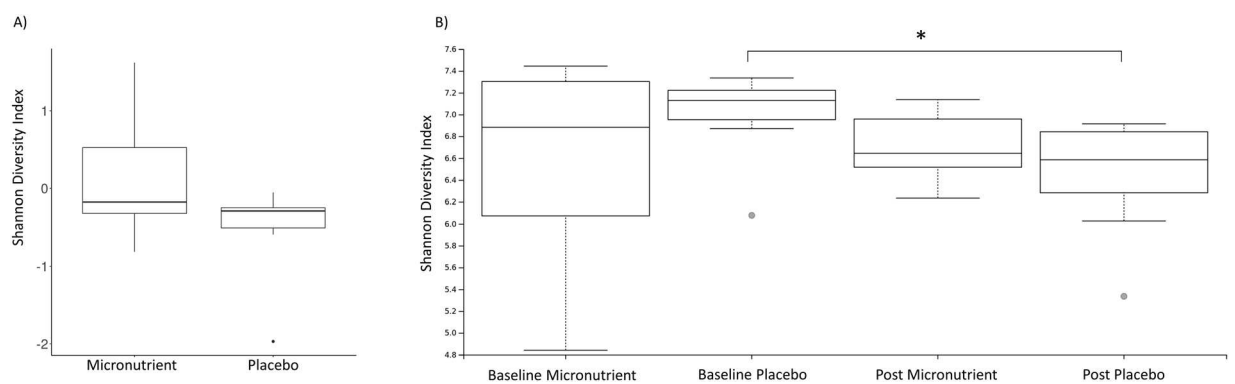 A)
Shannon Diversity Index
1
0
-1
-2
Micronutrient
Placebo
B)
*
Shannon Diversity Index
7.6
7.4
7.2
7.0
6.8
6.6
6.4
6.2
6.0
5.8
5.6
5.4
5.2
5.0
4.8
Baseline Micronutrient
Baseline Placebo
Post Micronutrient
Post Placebo